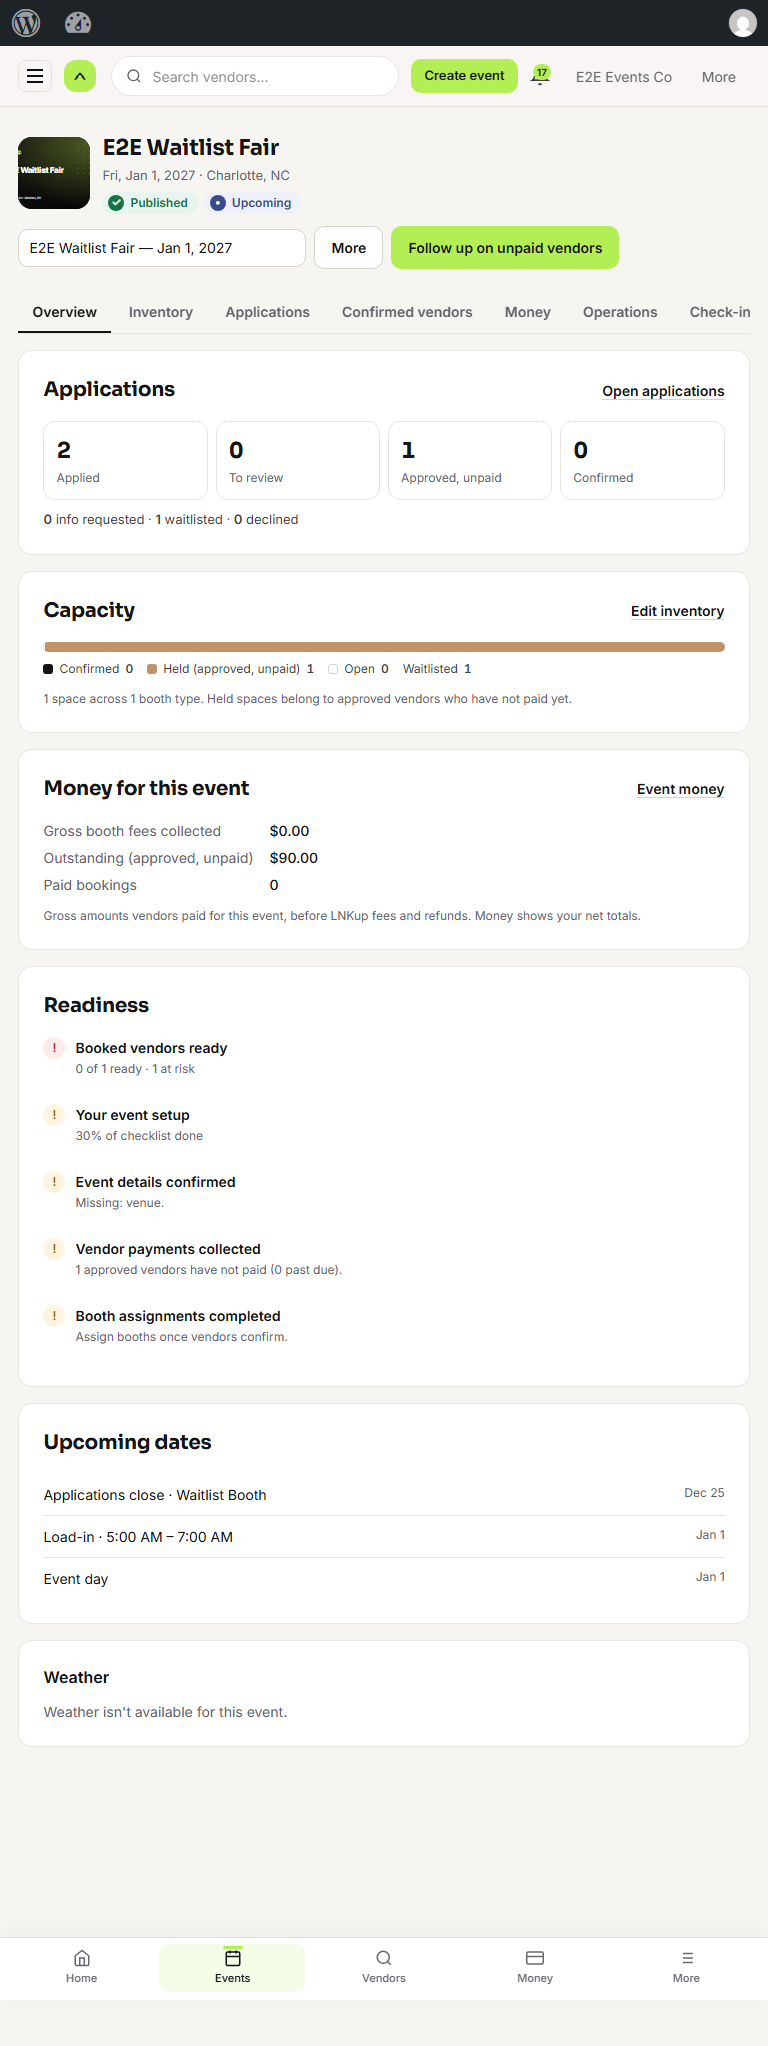 Search vendors...
Create event
17
E2E Events Co
More
Waitlist Fair
E2E Waitlist Fair
Fri, Jan 1, 2027 · Charlotte, NC
Published
Upcoming
E2E Waitlist Fair — Jan 1, 2027
More
Follow up on unpaid vendors
Overview
Inventory
Applications
Confirmed vendors
Money
Operations
Check-in
Applications
Open applications
2
Applied
0
To review
1
Approved, unpaid
0
Confirmed
0 info requested · 1 waitlisted · 0 declined
Capacity
Edit inventory
Confirmed 0
Held (approved, unpaid) 1
Open 0
Waitlisted 1
1 space across 1 booth type. Held spaces belong to approved vendors who have not paid yet.
Money for this event
Event money
Gross booth fees collected $0.00
Outstanding (approved, unpaid) $90.00
Paid bookings 0
Gross amounts vendors paid for this event, before LNKup fees and refunds. Money shows your net totals.
Readiness
! Booked vendors ready
0 of 1 ready · 1 at risk
! Your event setup
30% of checklist done
! Event details confirmed
Missing: venue.
! Vendor payments collected
1 approved vendors have not paid (0 past due).
! Booth assignments completed
Assign booths once vendors confirm.
Upcoming dates
Applications close · Waitlist Booth Dec 25
Load-in · 5:00 AM – 7:00 AM Jan 1
Event day Jan 1
Weather
Weather isn't available for this event.
Home
Events
Vendors
Money
More